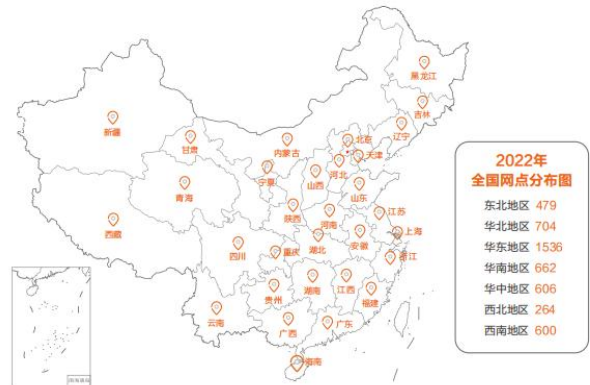 黑龙江
吉林
辽宁
新疆
甘肃
内蒙古
北京
天津
河北
宁夏
山西
山东
青海
陕西
河南
江苏
西藏
四川
重庆
湖北
安徽
上海
浙江
贵州
湖南
江西
福建
云南
广西
广东
海南
2022年
全国网点分布图
东北地区 479
华北地区 704
华东地区 1536
华南地区 662
华中地区 606
西北地区 264
西南地区 600